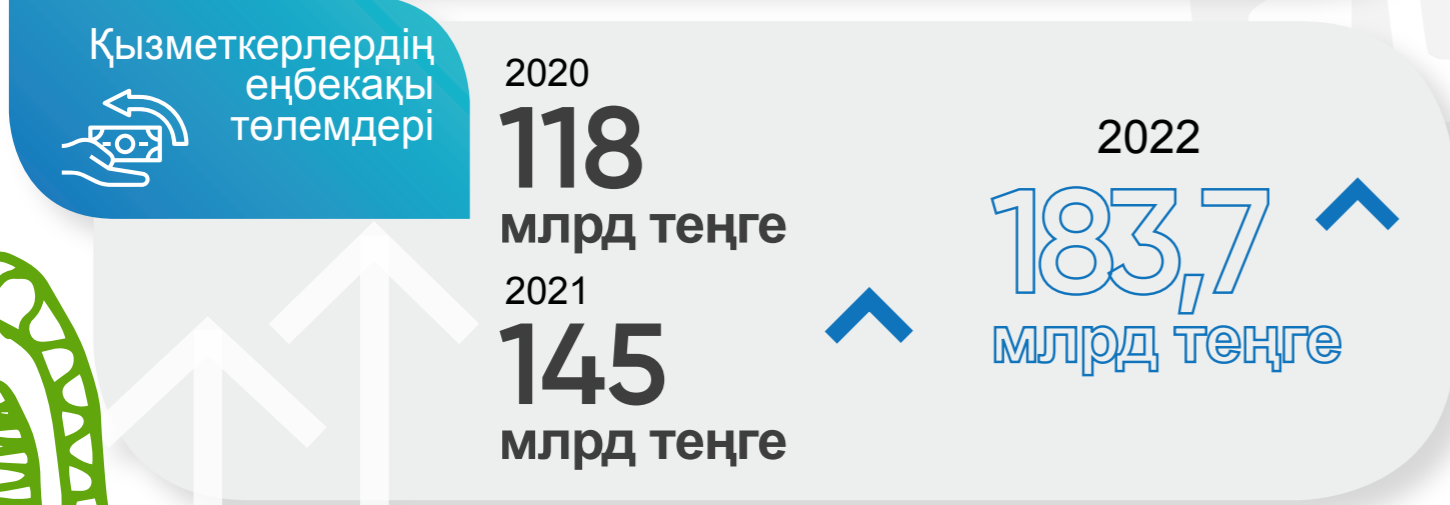 Қызметкерлердің
еңбекақы
төлемдері
2020
118
млрд теңге
2021
145
млрд теңге
2022
183,7
млрд теңге